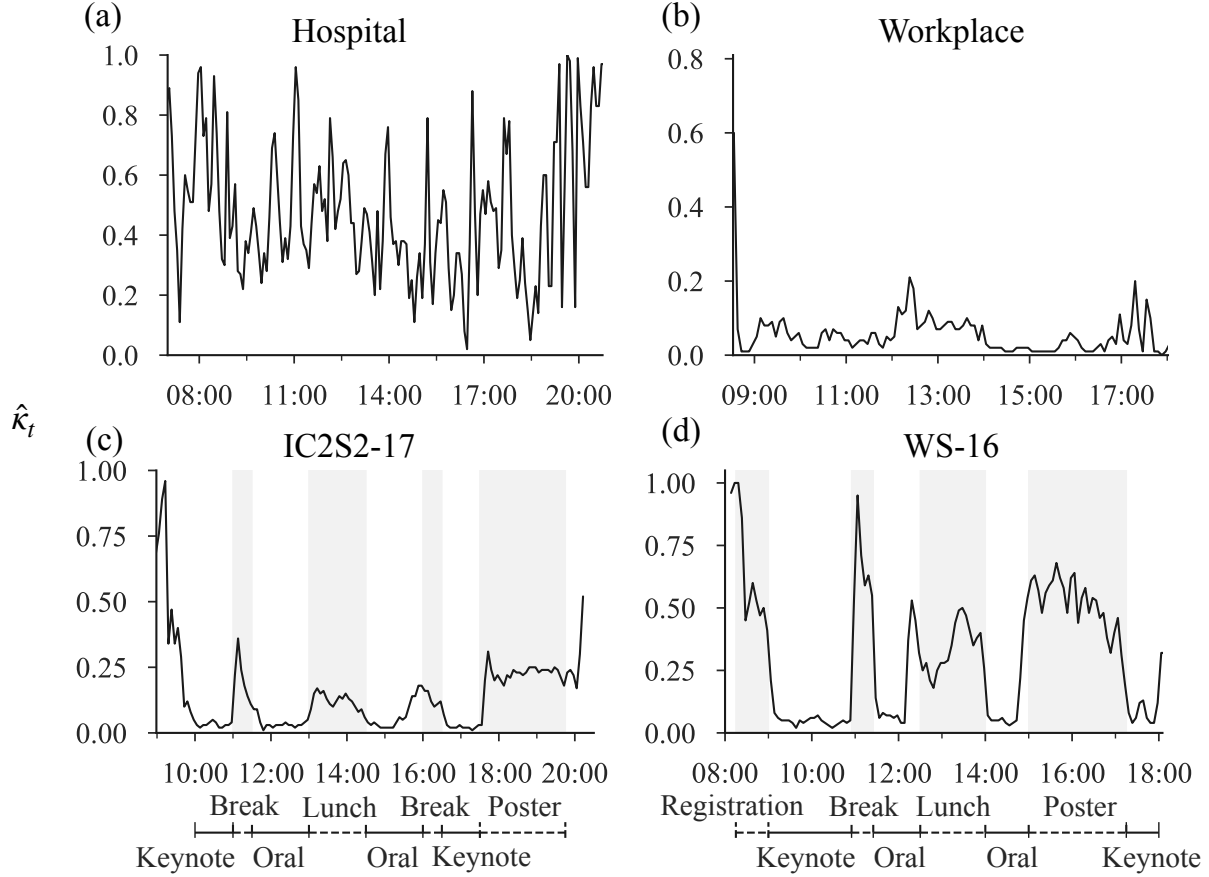 (a)
Hospital
1.0
0.8
0.6
0.4
0.2
0.0
08:00 11:00 14:00 17:00 20:00
(b)
Workplace
0.8
0.6
0.4
0.2
0.0
09:00 11:00 13:00 15:00 17:00
κ̂t
(c)
IC2S2-17
1.00
0.75
0.50
0.25
0.00
10:00 12:00 14:00 16:00 18:00 20:00
Break Lunch Break Poster
Keynote Oral Oral Keynote
(d)
WS-16
1.00
0.75
0.50
0.25
0.00
08:00 10:00 12:00 14:00 16:00 18:00
Registration Break Lunch Poster
Keynote Oral Oral Keynote